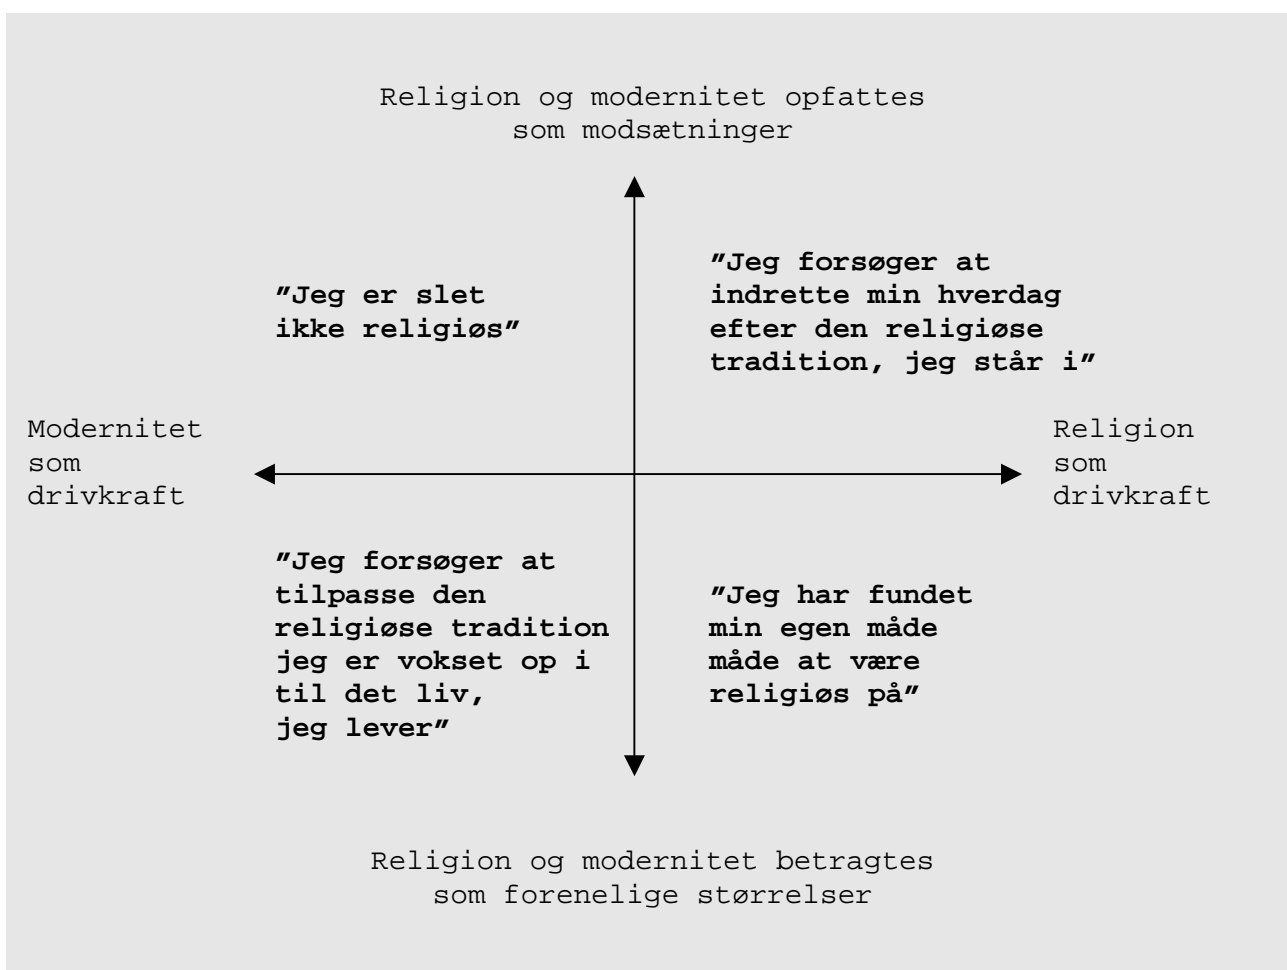 Religion og modernitet opfattes
som modsætninger
”Jeg er slet
ikke religiøs”
”Jeg forsøger at
indrette min hverdag
efter den religiøse
tradition, jeg står i”
Modernitet
som
drivkraft
Religion
som
drivkraft
”Jeg forsøger at
tilpasse den
religiøse tradition
jeg er vokset op i
til det liv,
jeg lever”
”Jeg har fundet
min egen måde
måde at være
religiøs på”
Religion og modernitet betragtes
som forenelige størrelser